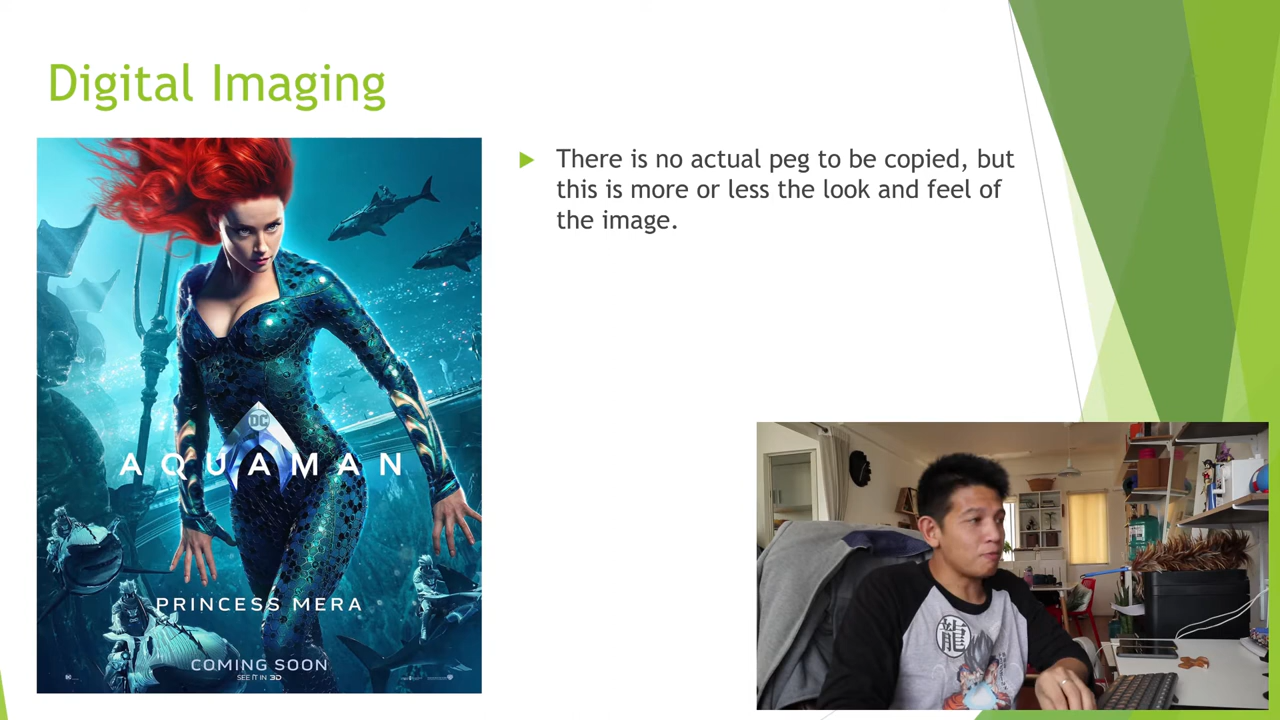 Digital Imaging
There is no actual peg to be copied, but
this is more or less the look and feel of
the image.
DC
AQUAMAN
PRINCESS MERA
COMING SOON
SEE IT IN 3D
龍